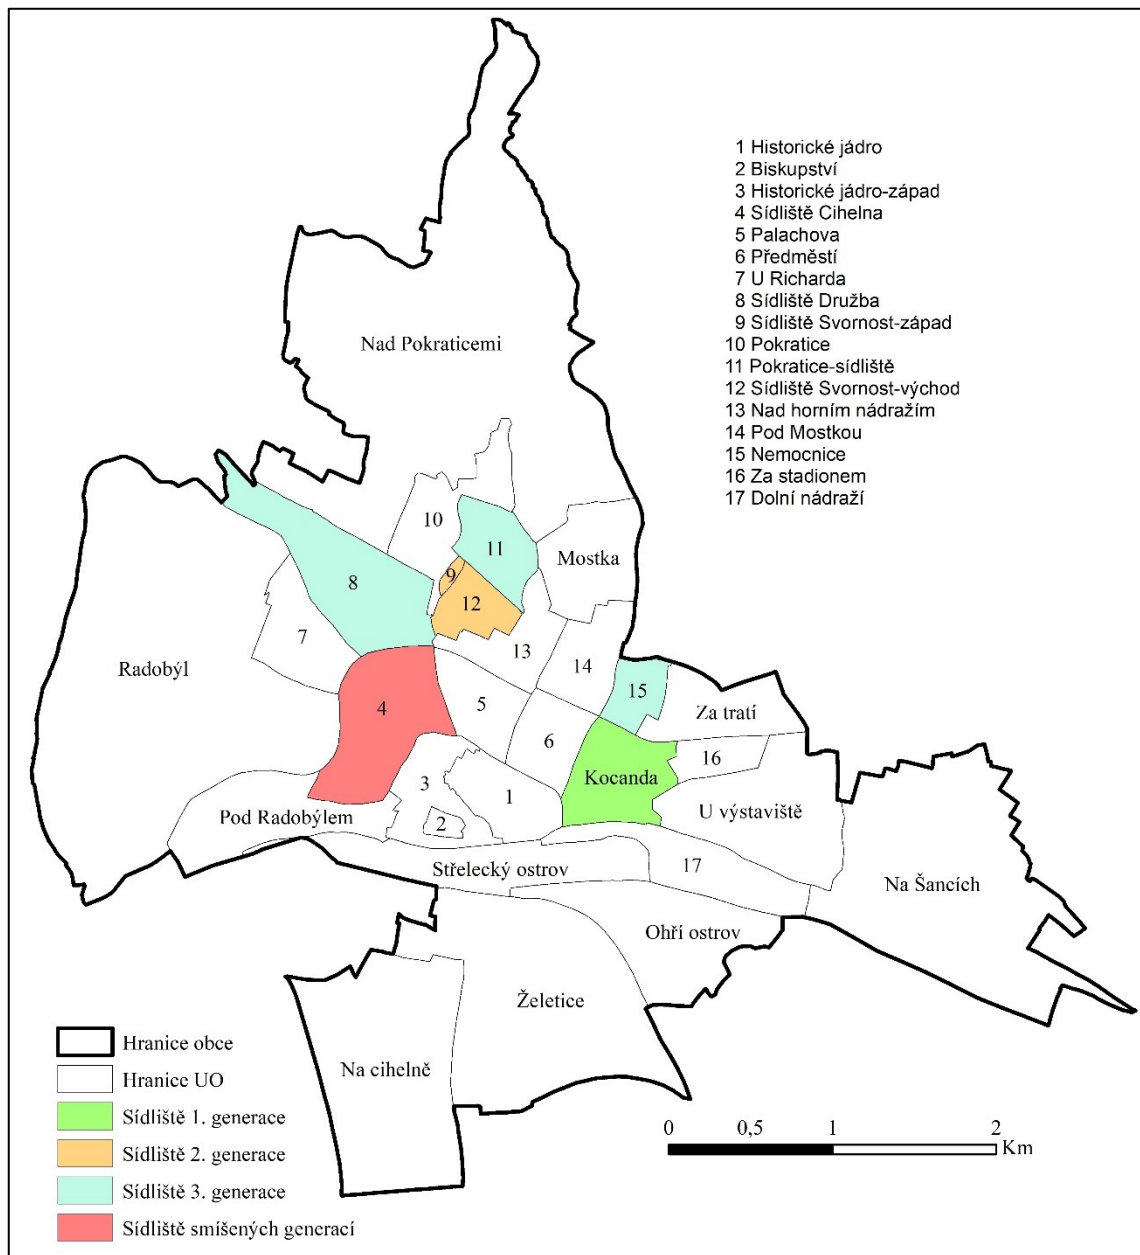 1 Historické jádro
2 Biskupství
3 Historické jádro-západ
4 Sídliště Cihelna
5 Palachova
6 Předměstí
7 U Richarda
8 Sídliště Družba
9 Sídliště Svornost-západ
10 Pokratice
11 Pokratice-sídliště
12 Sídliště Svornost-východ
13 Nad horním nádražím
14 Pod Mostkou
15 Nemocnice
16 Za stadionem
17 Dolní nádraží
Nad Pokraticemi
10
11
Mostka
9
8
12
7
13
14
Radobýl
15
4
5
Za tratí
6
16
Kocanda
3
1
U výstaviště
Pod Radobýlem
2
Střelecký ostrov
17
Na Šancích
Ohří ostrov
Želetice
Na cihelně
Hranice obce
Hranice UO
Sídliště 1. generace
Sídliště 2. generace
Sídliště 3. generace
Sídliště smíšených generací
0 0,5 1 2
Km